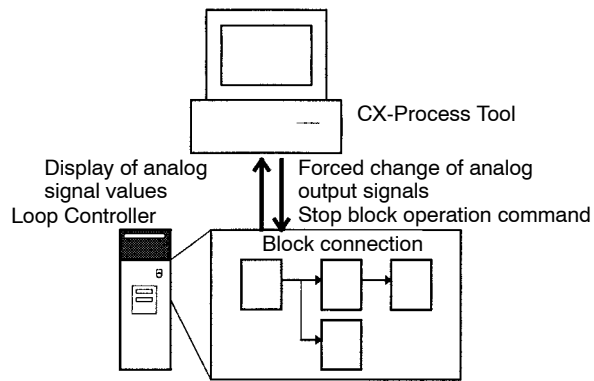 CX-Process Tool
Display of analog
signal values
Forced change of analog
output signals
Stop block operation command
Loop Controller
Block connection